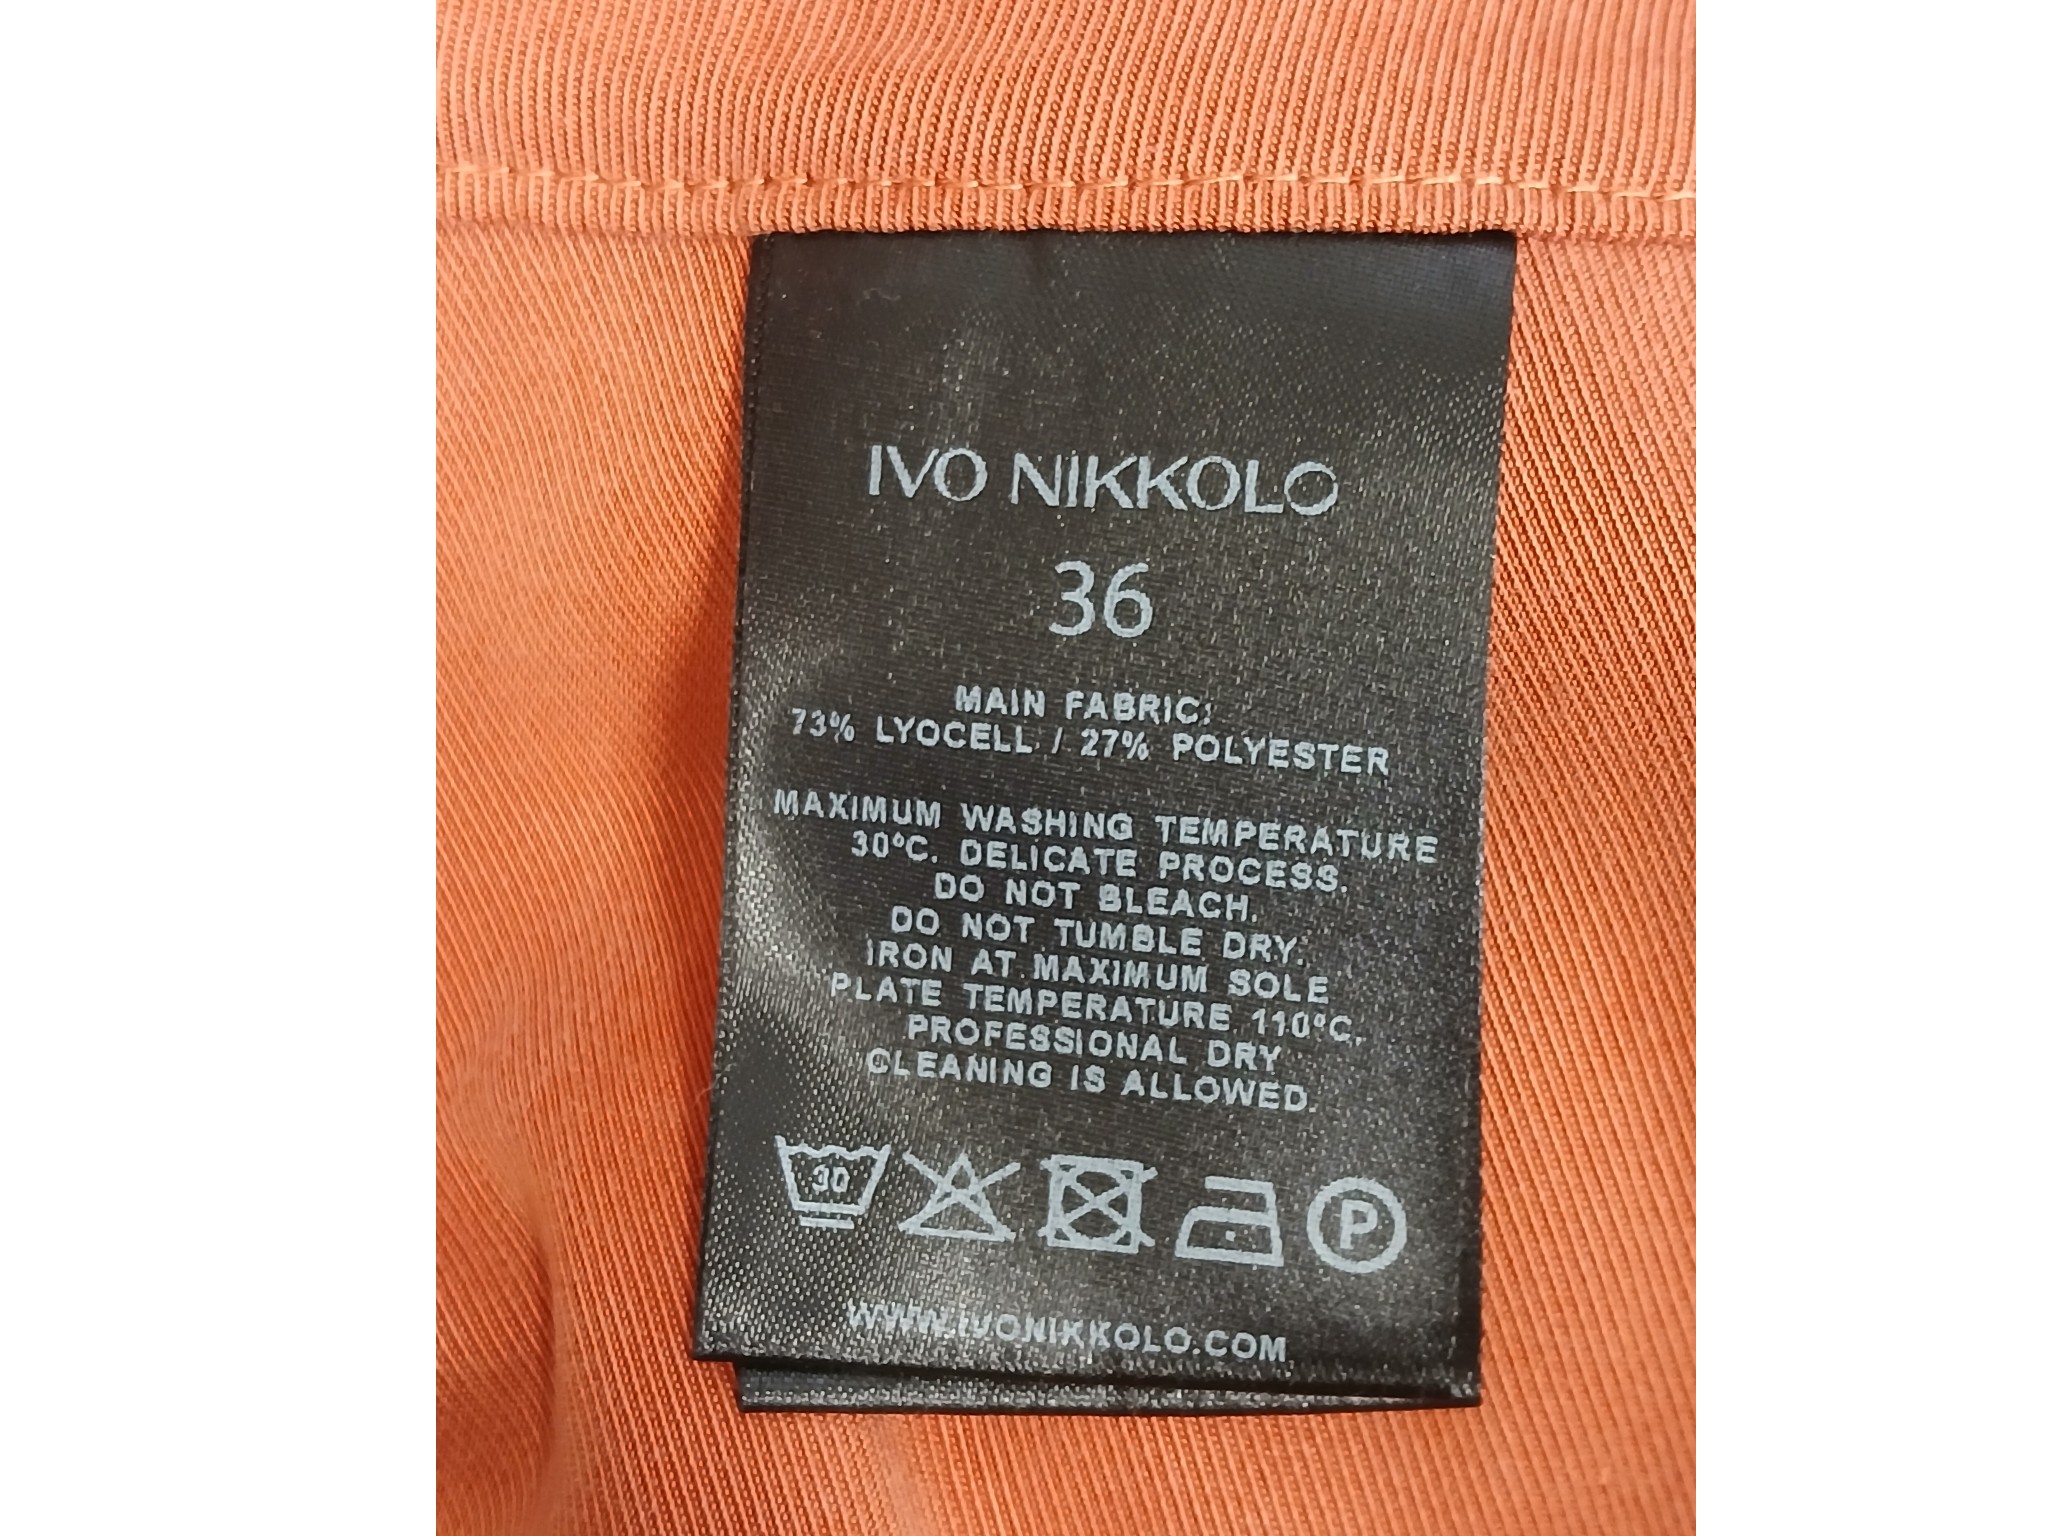 IVO NIKKOLO
36
MAIN FABRIC:
73% LYOCELL / 27% POLYESTER
MAXIMUM WASHING TEMPERATURE
30°C. DELICATE PROCESS.
DO NOT BLEACH.
DO NOT TUMBLE DRY.
IRON AT MAXIMUM SOLE
PLATE TEMPERATURE 110°C.
PROFESSIONAL DRY
CLEANING IS ALLOWED.
30 P
WWW.IVONIKKOLO.COM